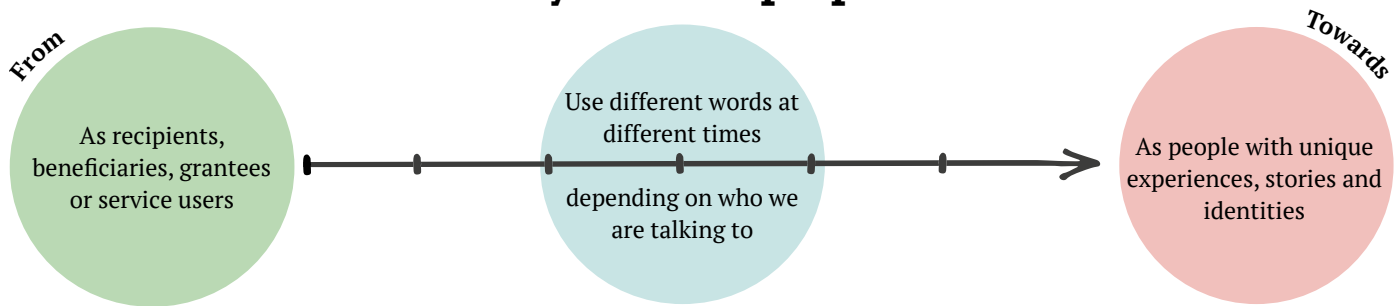 From
As recipients,
beneficiaries, grantees
or service users
Use different words at
different times
depending on who we
are talking to
Towards
As people with unique
experiences, stories and
identities